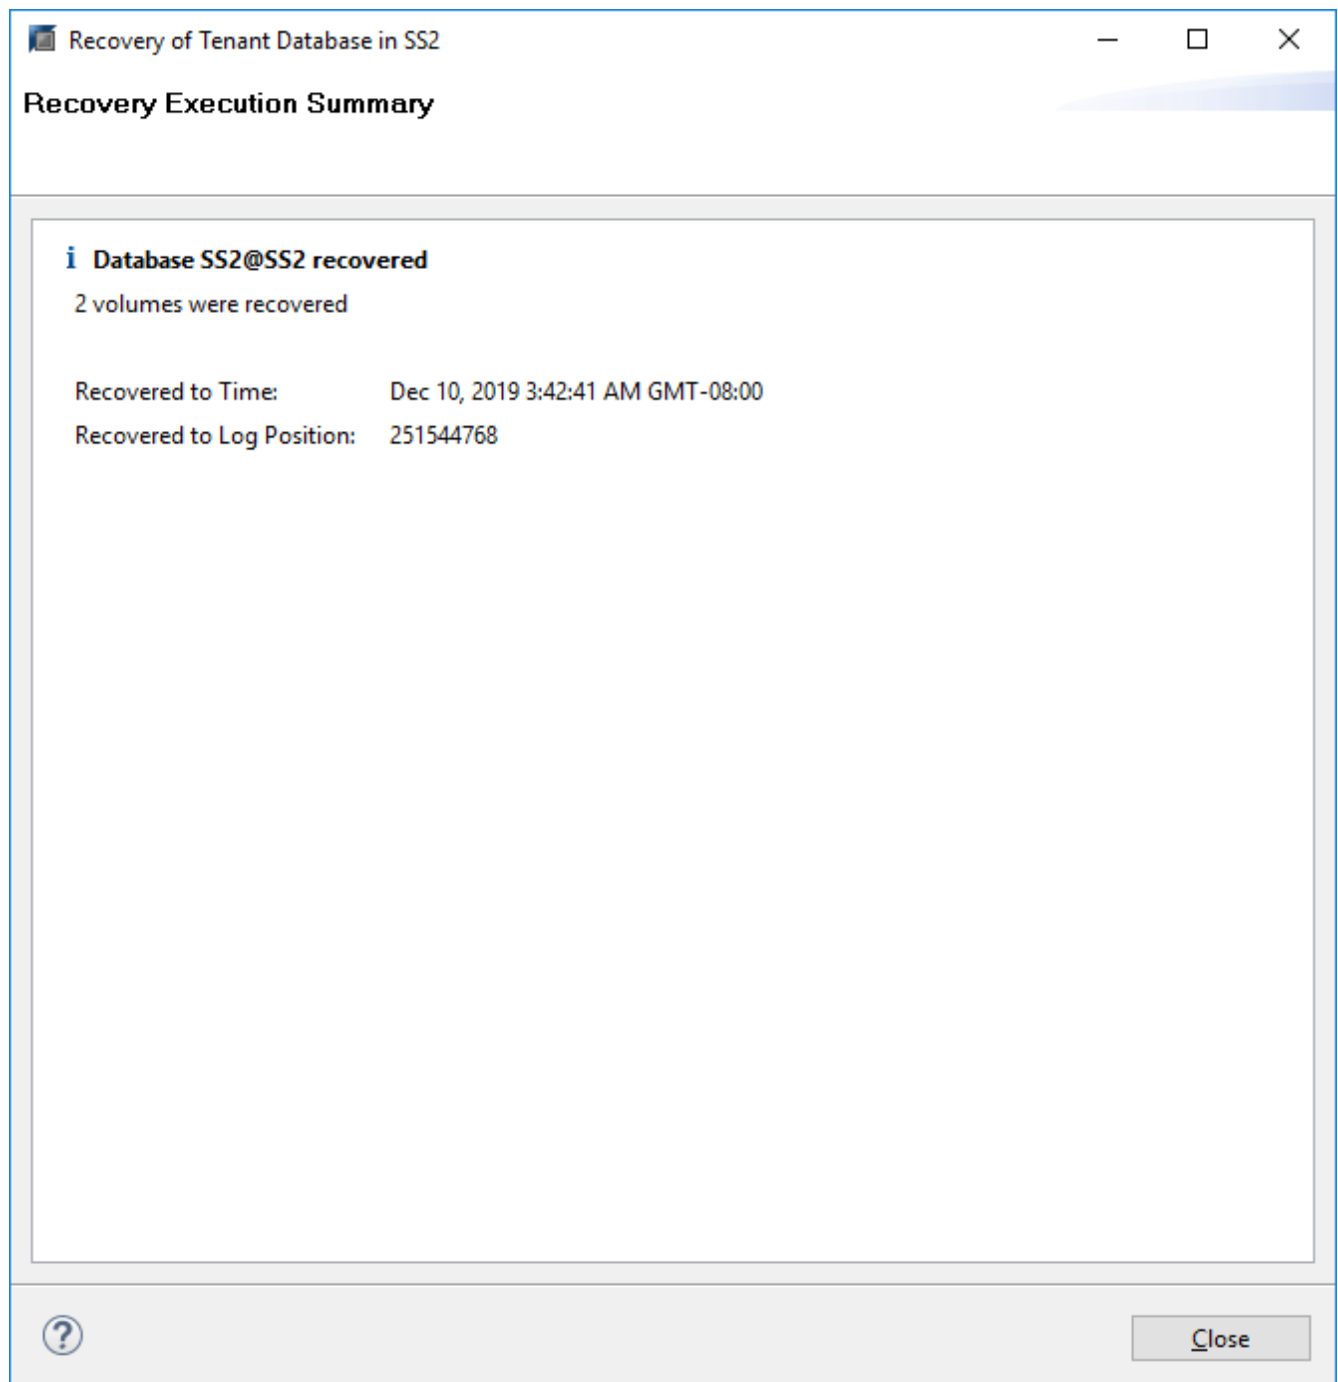 Recovery of Tenant Database in SS2
Recovery Execution Summary
i Database SS2@SS2 recovered
2 volumes were recovered
Recovered to Time: Dec 10, 2019 3:42:41 AM GMT-08:00
Recovered to Log Position: 251544768
?
Close